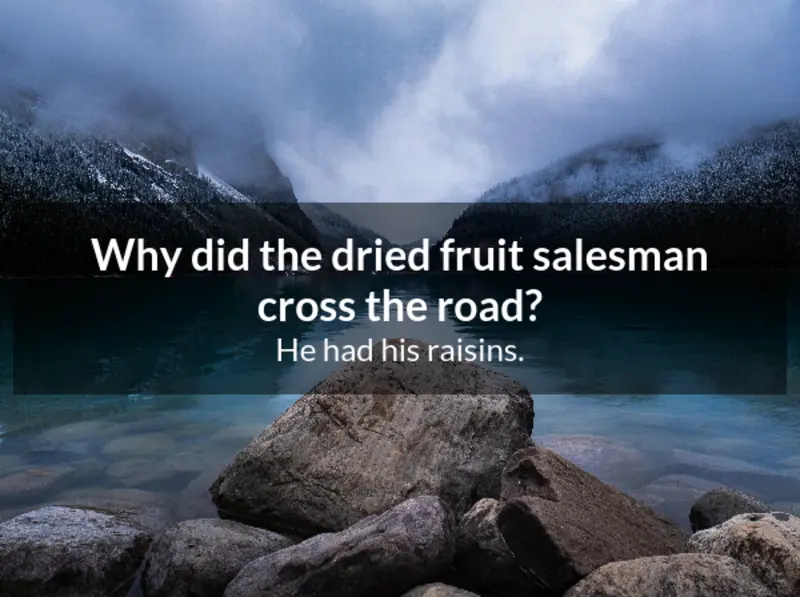 Why did the dried fruit salesman
cross the road?
He had his raisins.